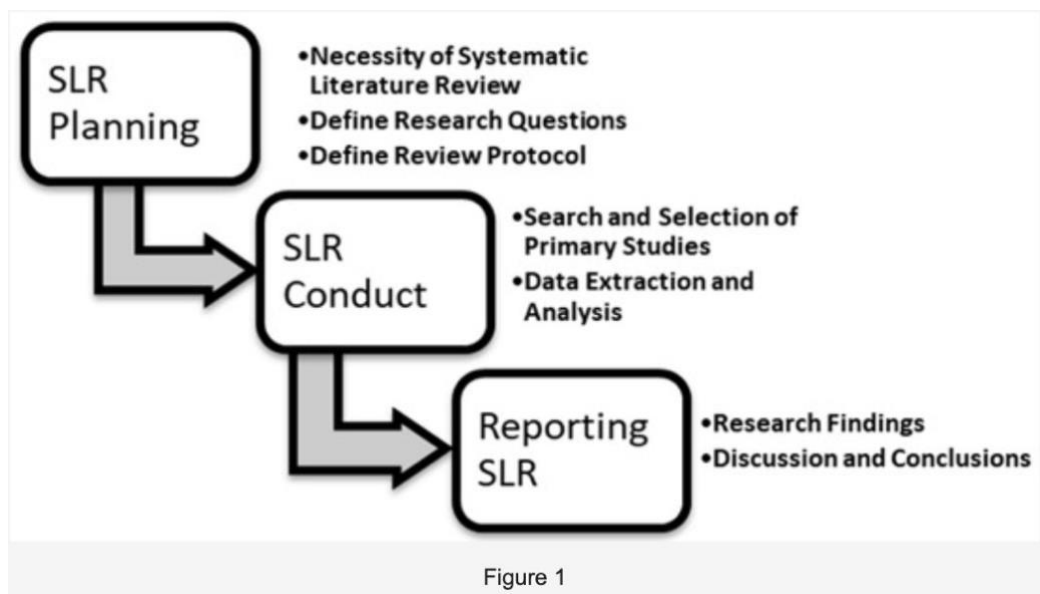 SLR
Planning
•Necessity of Systematic
Literature Review
•Define Research Questions
•Define Review Protocol
SLR
Conduct
•Search and Selection of
Primary Studies
•Data Extraction and
Analysis
Reporting
SLR
•Research Findings
•Discussion and Conclusions
Figure 1